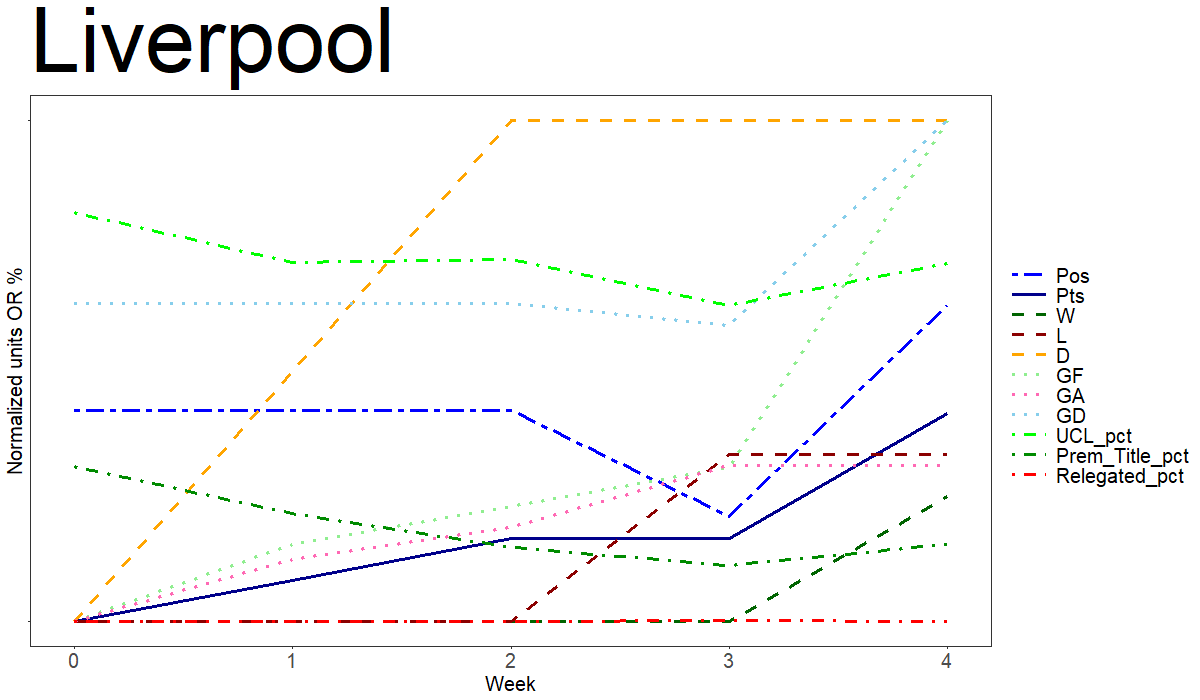 Liverpool
Normalized units OR %
0 1 2 3 4
Week
Pos
Pts
W
L
D
GF
GA
GD
UCL_pct
Prem_Title_pct
Relegated_pct